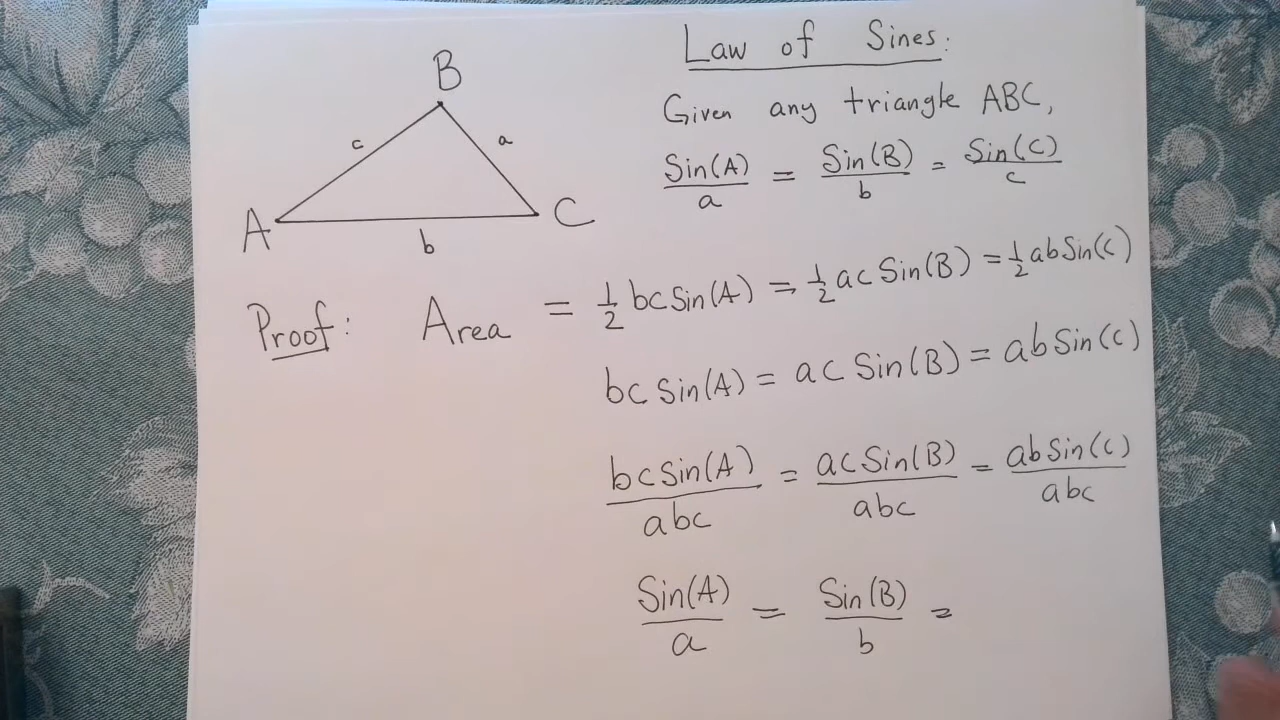 Law of Sines:
Given any triangle ABC,
Sin(A)/a = Sin(B)/b = Sin(C)/c
B
c
a
A
C
b
Proof: Area = 1/2 bc Sin(A) = 1/2 ac Sin(B) = 1/2 ab Sin(C)
bc Sin(A) = ac Sin(B) = ab Sin(C)
bc Sin(A)/abc = ac Sin(B)/abc = ab Sin(C)/abc
Sin(A)/a = Sin(B)/b =